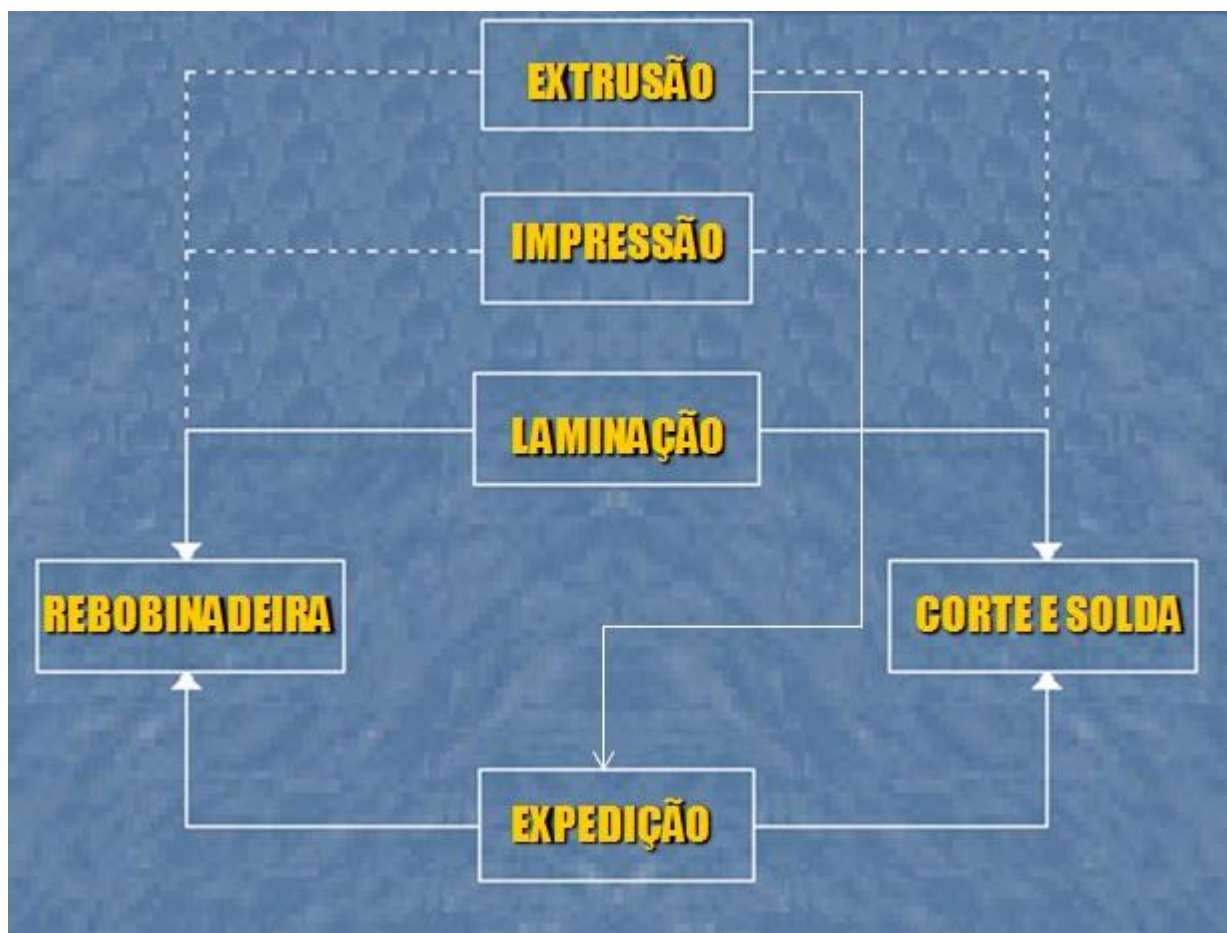 EXTRUSÃO
IMPRESSÃO
LAMINAÇÃO
REBOBINADEIRA
CORTE E SOLDA
EXPEDIÇÃO